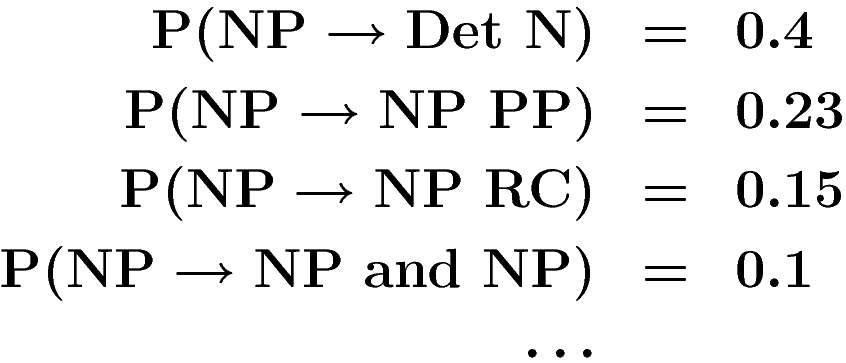 P(NP → Det N) = 0.4
P(NP → NP PP) = 0.23
P(NP → NP RC) = 0.15
P(NP → NP and NP) = 0.1
...